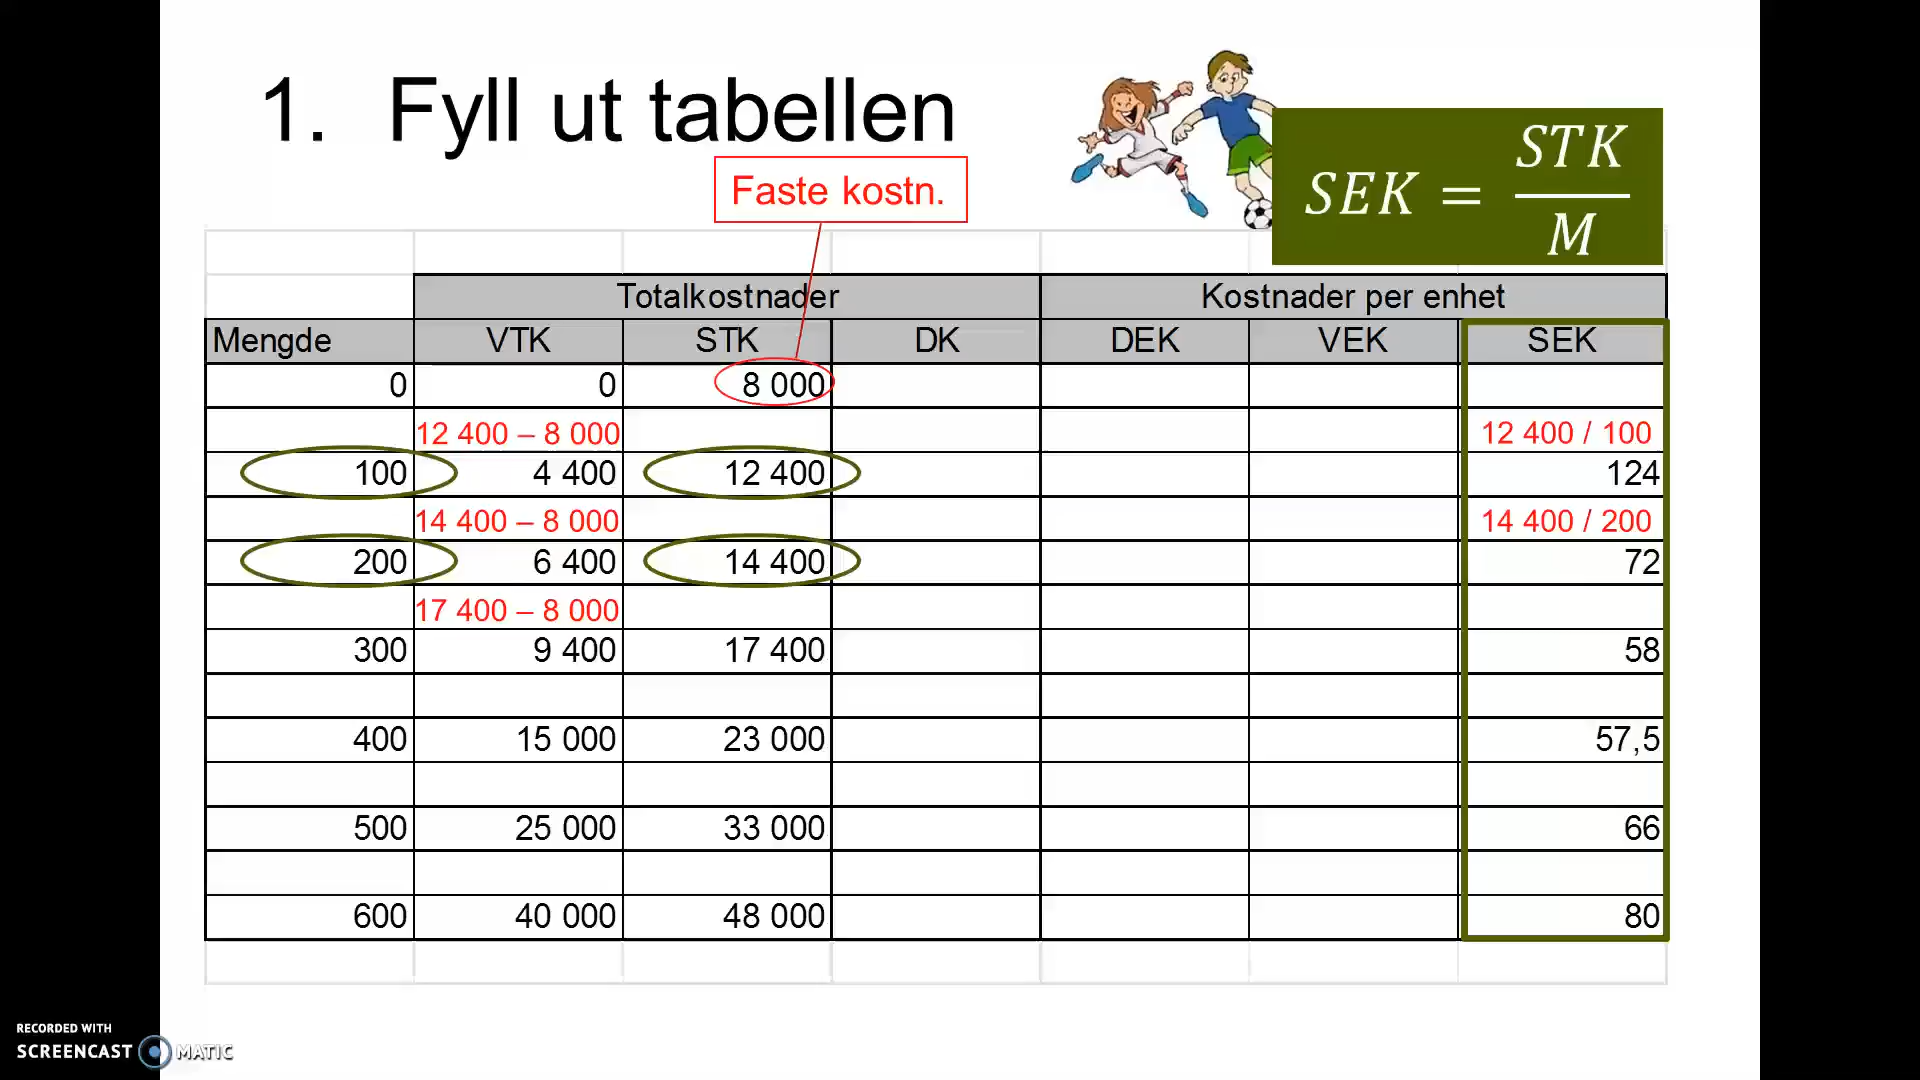 1. Fyll ut tabellen
Faste kostn.
SEK = STK / M
Totalkostnader Kostnader per enhet
Mengde VTK STK DK DEK VEK SEK
0 0 8 000
12 400 – 8 000 12 400 / 100
100 4 400 12 400 124
14 400 – 8 000 14 400 / 200
200 6 400 14 400 72
17 400 – 8 000
300 9 400 17 400 58
400 15 000 23 000 57,5
500 25 000 33 000 66
600 40 000 48 000 80
RECORDED WITH
SCREENCAST MATIC